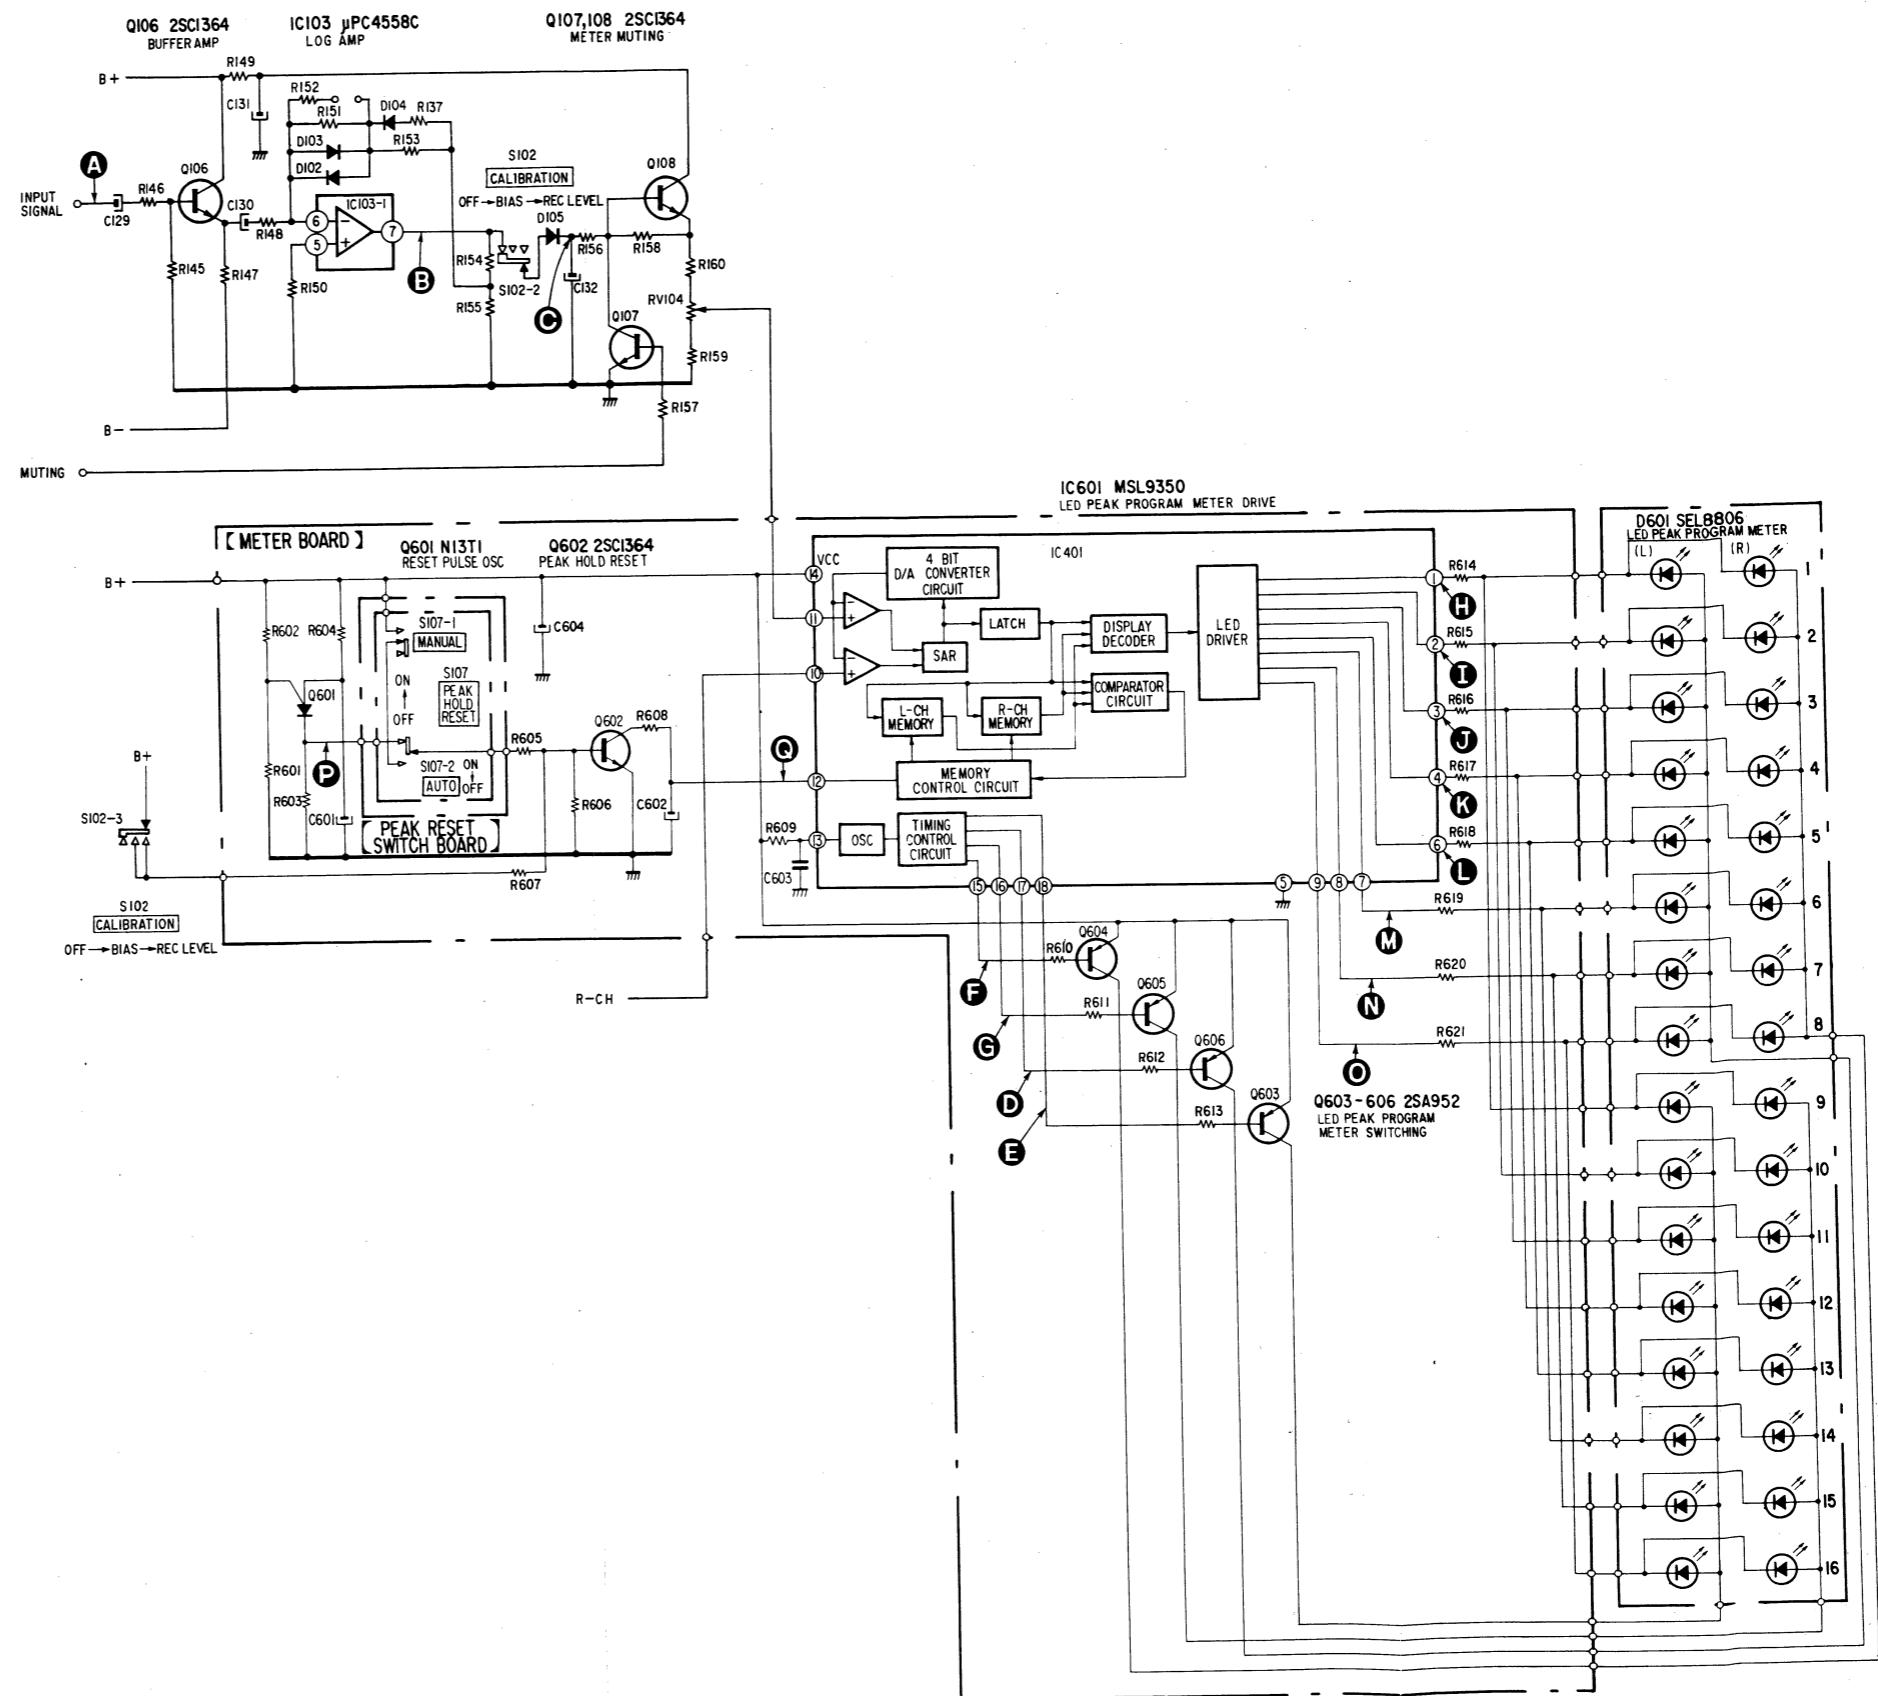 Q106 2SC1364
BUFFER AMP
IC103 µPC4558C
LOG AMP
Q107,108 2SC1364
METER MUTING
B+
R149
C131
R152
R151
D104
R137
D103
R153
D102
S102
CALIBRATION
OFF→BIAS→REC LEVEL
Q108
A
INPUT
SIGNAL
C129
R146
Q106
C130
R148
IC103-1
6
5
7
D105
R156
R158
R145
R147
R150
B
R154
S102-2
C132
R160
R155
C
RV104
Q107
R159
R157
B-
MUTING
IC601 MSL9350
LED PEAK PROGRAM METER DRIVE
【METER BOARD】
Q601 N13T1
RESET PULSE OSC
Q602 2SC1364
PEAK HOLD RESET
B+
VCC
14
IC401
4 BIT
D/A CONVERTER
CIRCUIT
11
10
SAR
LATCH
DISPLAY
DECODER
LED
DRIVER
COMPARATOR
CIRCUIT
L-CH
MEMORY
R-CH
MEMORY
MEMORY
CONTROL CIRCUIT
12
13
OSC
TIMING
CONTROL
CIRCUIT
15
16
17
18
5
9
8
7
R602
R604
S107-1
MANUAL
C604
ON
OFF
S107
PEAK
HOLD
RESET
Q601
Q602
R608
R605
P
S107-2
AUTO
ON
OFF
R601
R603
C601
R606
C602
Q
R609
C603
【PEAK RESET
SWITCH BOARD】
B+
S102-3
R607
S102
CALIBRATION
OFF→BIAS→REC LEVEL
R-CH
1
R614
H
2
R615
I
3
R616
J
4
R617
K
6
R618
L
R619
M
R620
N
R621
O
Q604
R610
F
Q605
R611
G
Q606
R612
D
Q603
R613
E
Q603-606 2SA952
LED PEAK PROGRAM
METER SWITCHING
D601 SEL8806
LED PEAK PROGRAM METER
(L)
(R)
1
2
3
4
5
6
7
8
9
10
11
12
13
14
15
16